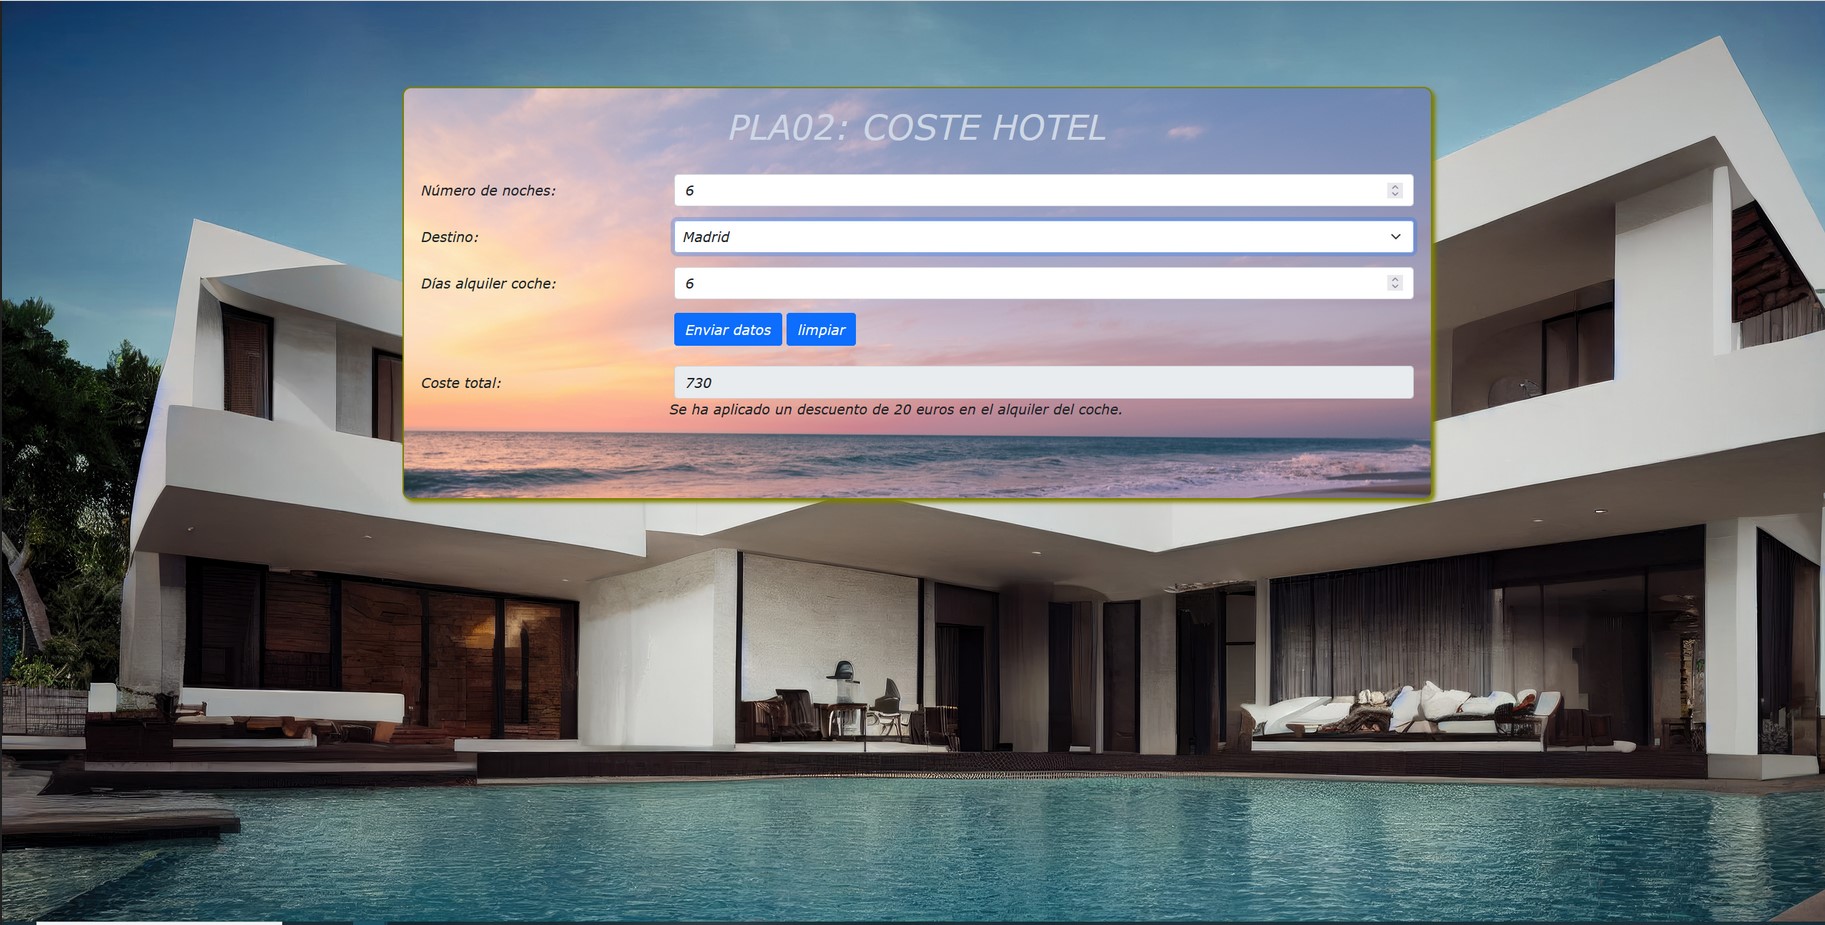 PLA02: COSTE HOTEL
Número de noches:
6
Destino:
Madrid
Días alquiler coche:
6
Enviar datos limpiar
Coste total:
730
Se ha aplicado un descuento de 20 euros en el alquiler del coche.